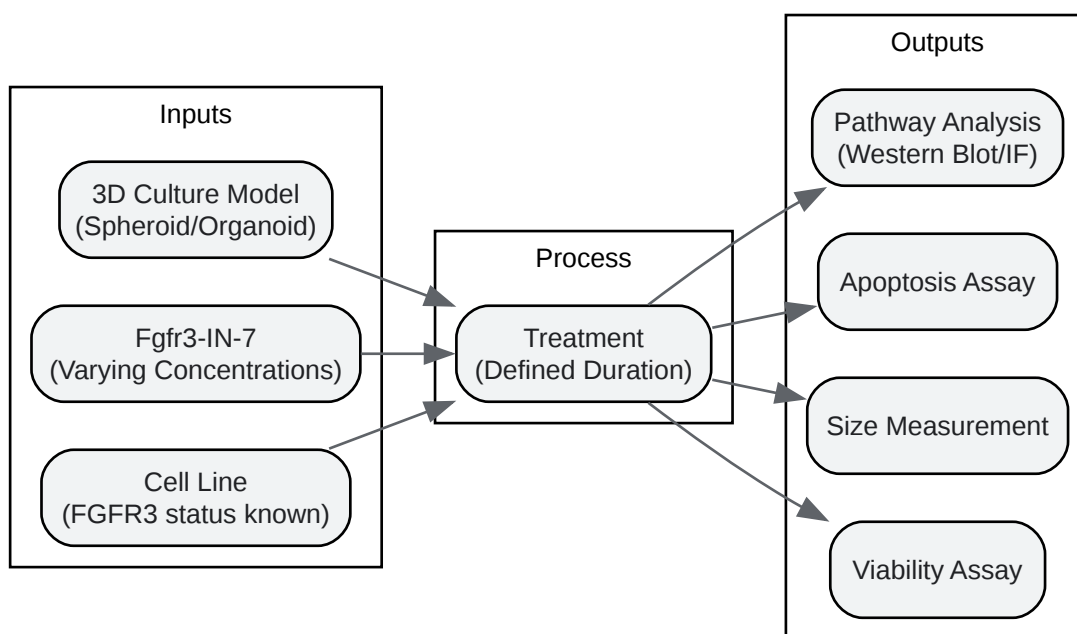 Inputs
3D Culture Model
(Spheroid/Organoid)
Fgfr3-IN-7
(Varying Concentrations)
Cell Line
(FGFR3 status known)
Process
Treatment
(Defined Duration)
Outputs
Pathway Analysis
(Western Blot/IF)
Apoptosis Assay
Size Measurement
Viability Assay